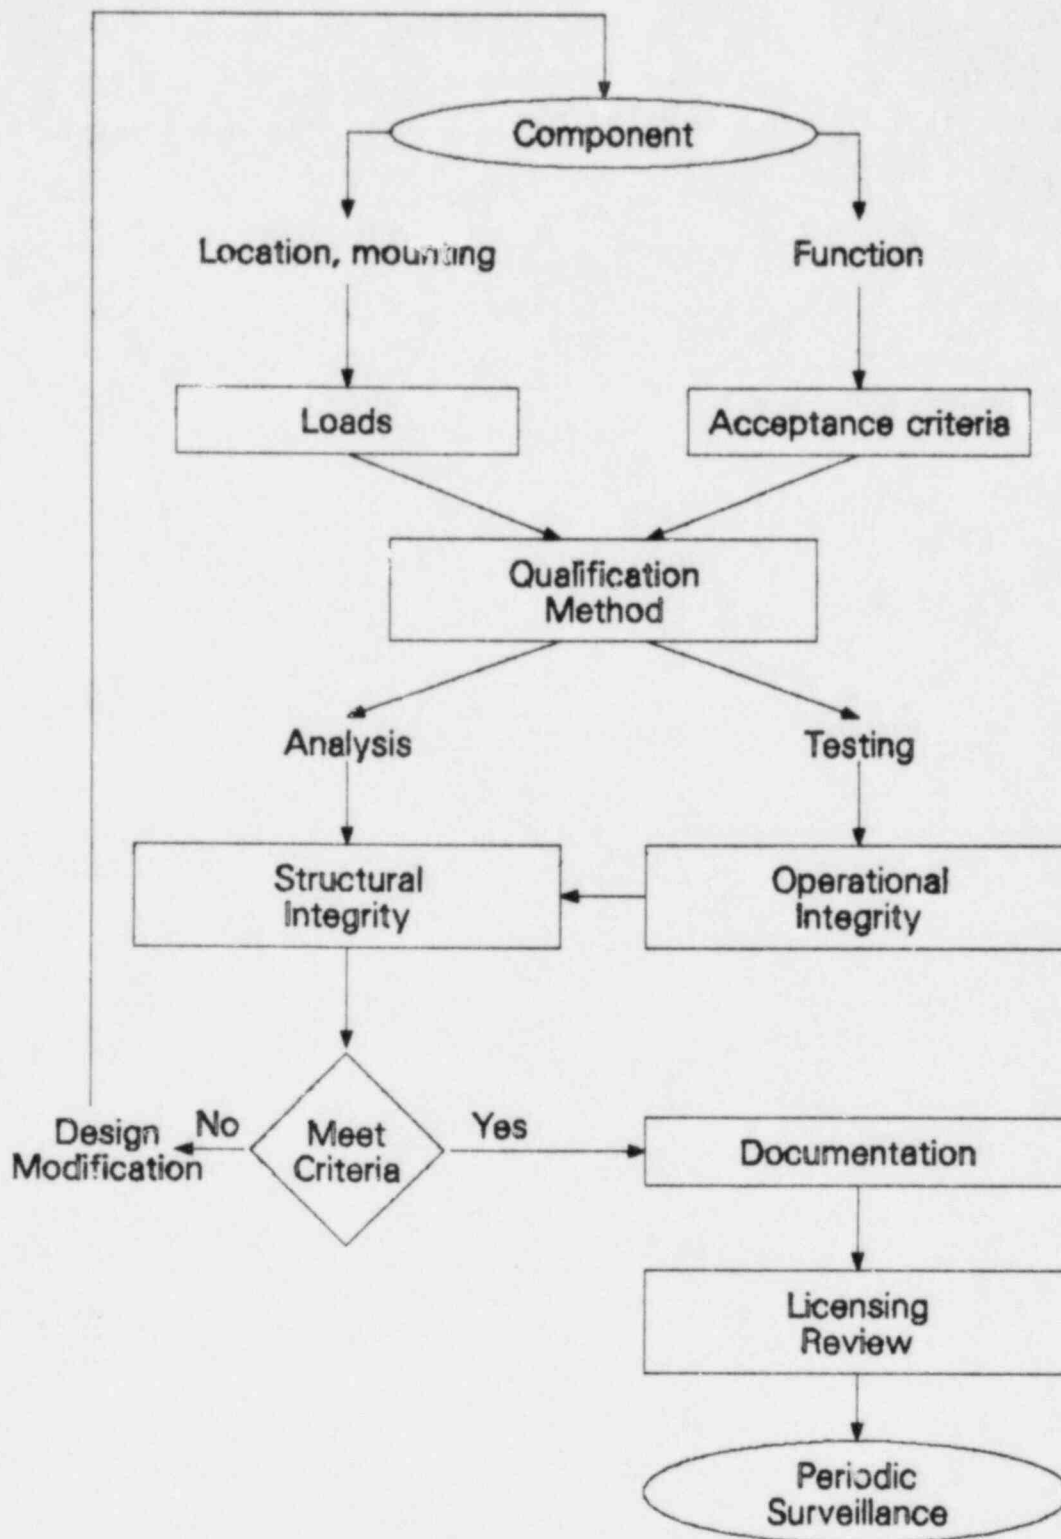 Component
Location, mounting
Function
Loads
Acceptance criteria
Qualification
Method
Analysis
Testing
Structural
Integrity
Operational
Integrity
Design
Modification
No
Meet
Criteria
Yes
Documentation
Licensing
Review
Periodic
Surveillance